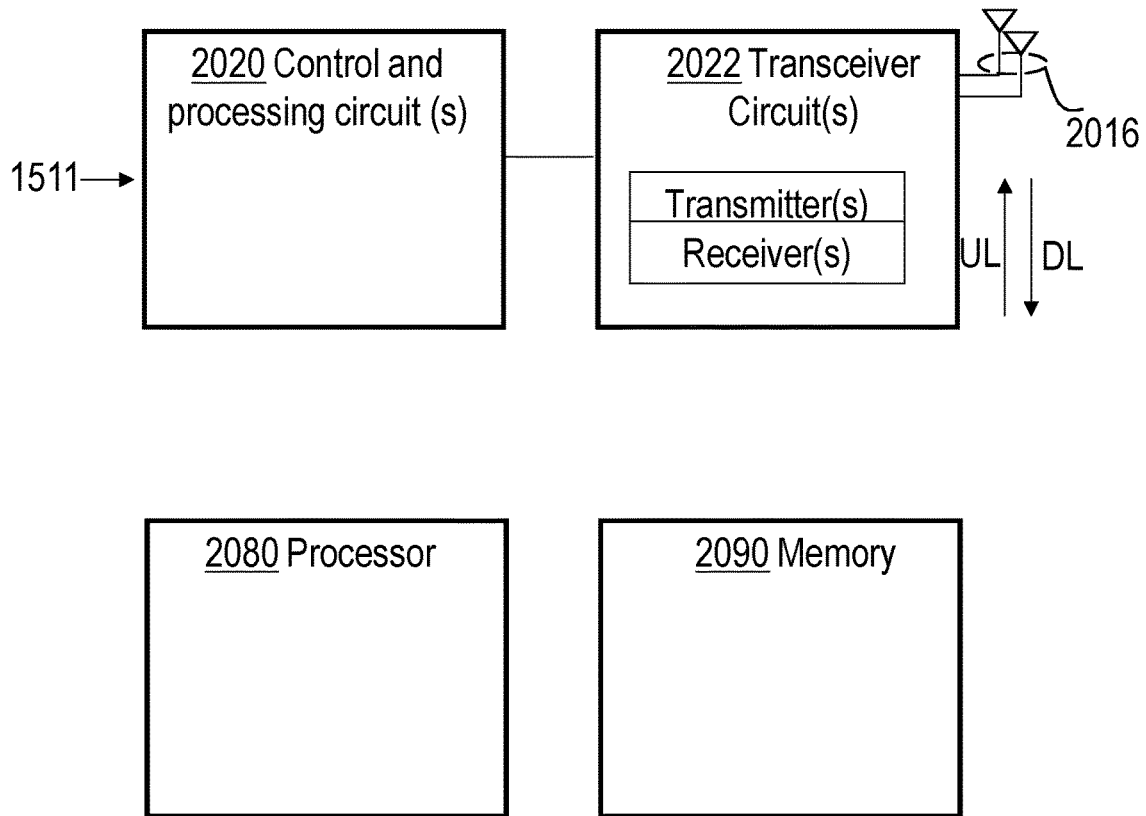 2020 Control and
processing circuit (s)
2022 Transceiver
Circuit(s)
2016
1511
Transmitter(s)
Receiver(s)
UL
DL
2080 Processor
2090 Memory